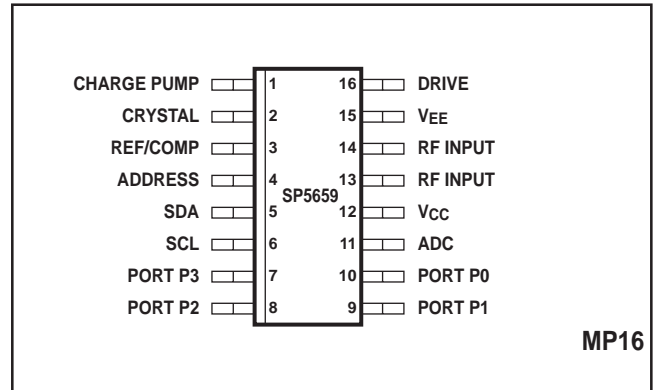 CHARGE PUMP 1 16 DRIVE
CRYSTAL 2 15 VEE
REF/COMP 3 14 RF INPUT
ADDRESS 4 13 RF INPUT
SP5659
SDA 5 12 VCC
SCL 6 11 ADC
PORT P3 7 10 PORT P0
PORT P2 8 9 PORT P1
MP16